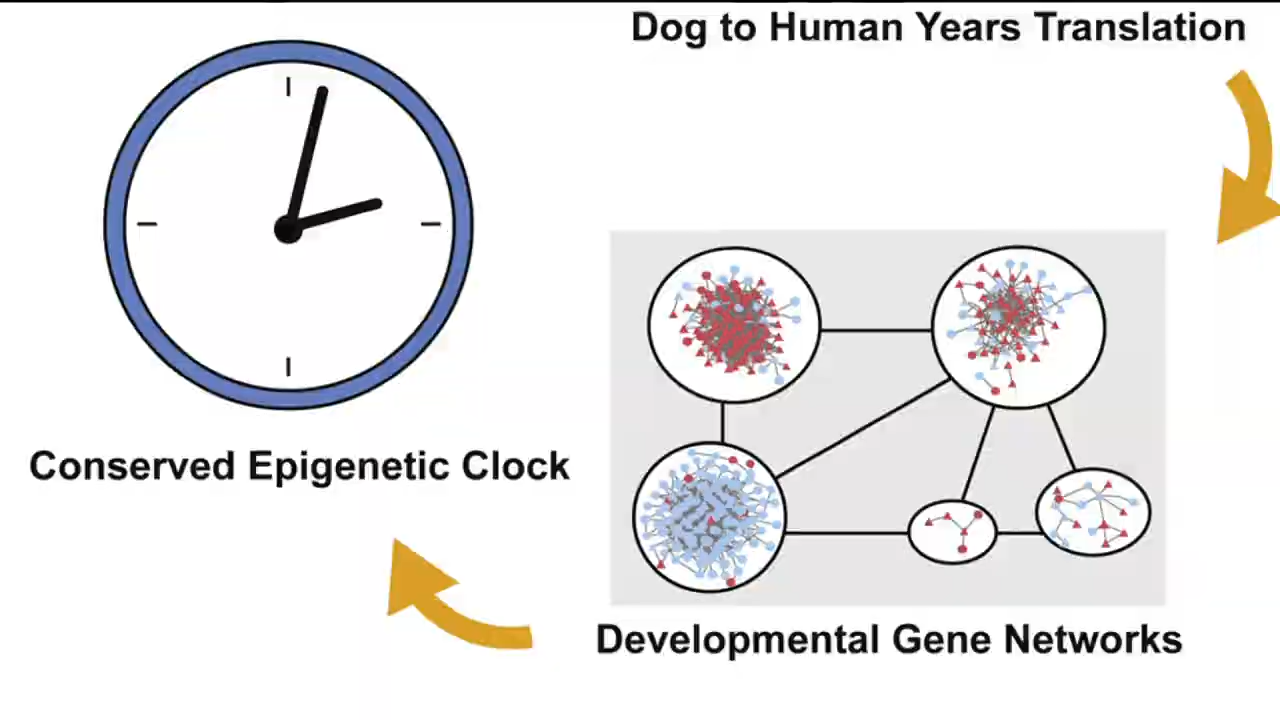 Dog to Human Years Translation
Conserved Epigenetic Clock
Developmental Gene Networks